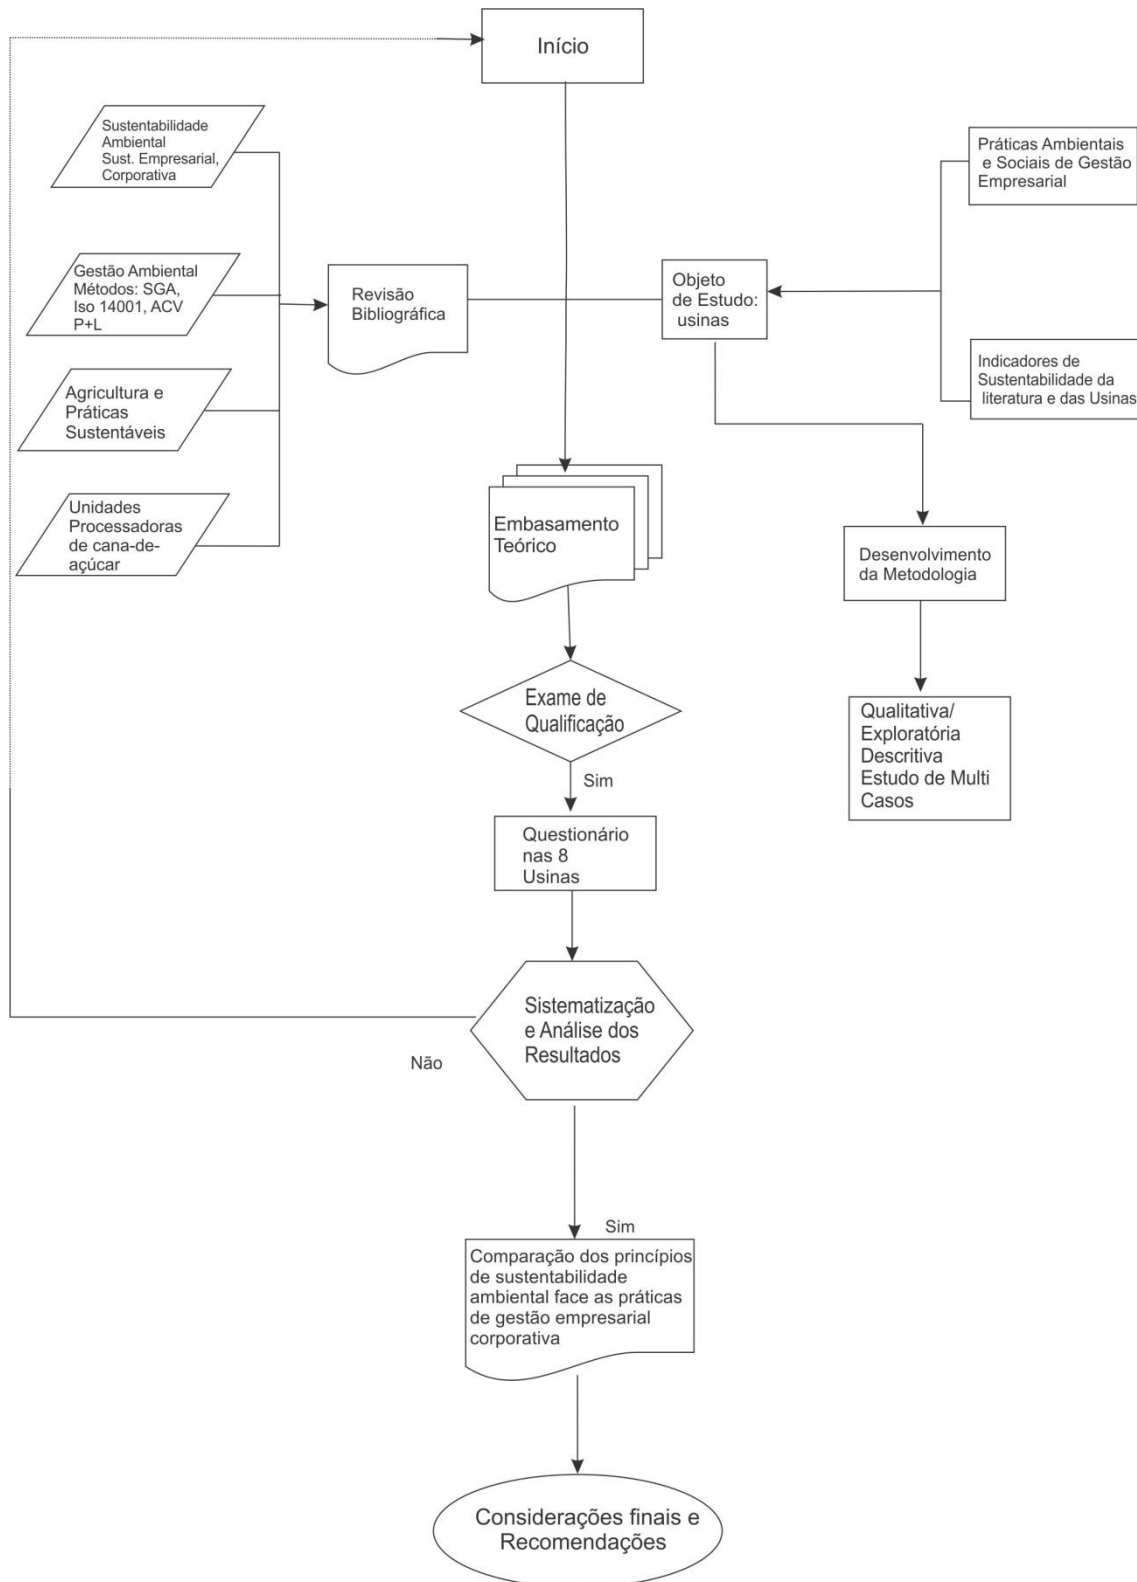 Início
Sustentabilidade
Ambiental
Sust. Empresarial,
Corporativa
Práticas Ambientais
e Sociais de Gestão
Empresarial
Gestão Ambiental
Métodos: SGA,
Iso 14001, ACV
P+L
Revisão
Bibliográfica
Objeto
de Estudo:
usinas
Indicadores de
Sustentabilidade da
literatura e das Usinas
Agricultura e
Práticas
Sustentáveis
Unidades
Processadoras
de cana-de-
açúcar
Embasamento
Teórico
Desenvolvimento
da Metodologia
Exame de
Qualificação
Qualitativa/
Exploratória
Descritiva
Estudo de Multi
Casos
Sim
Questionário
nas 8
Usinas
Sistematização
e Análise dos
Resultados
Não
Sim
Comparação dos princípios
de sustentabilidade
ambiental face as práticas
de gestão empresarial
corporativa
Considerações finais e
Recomendações